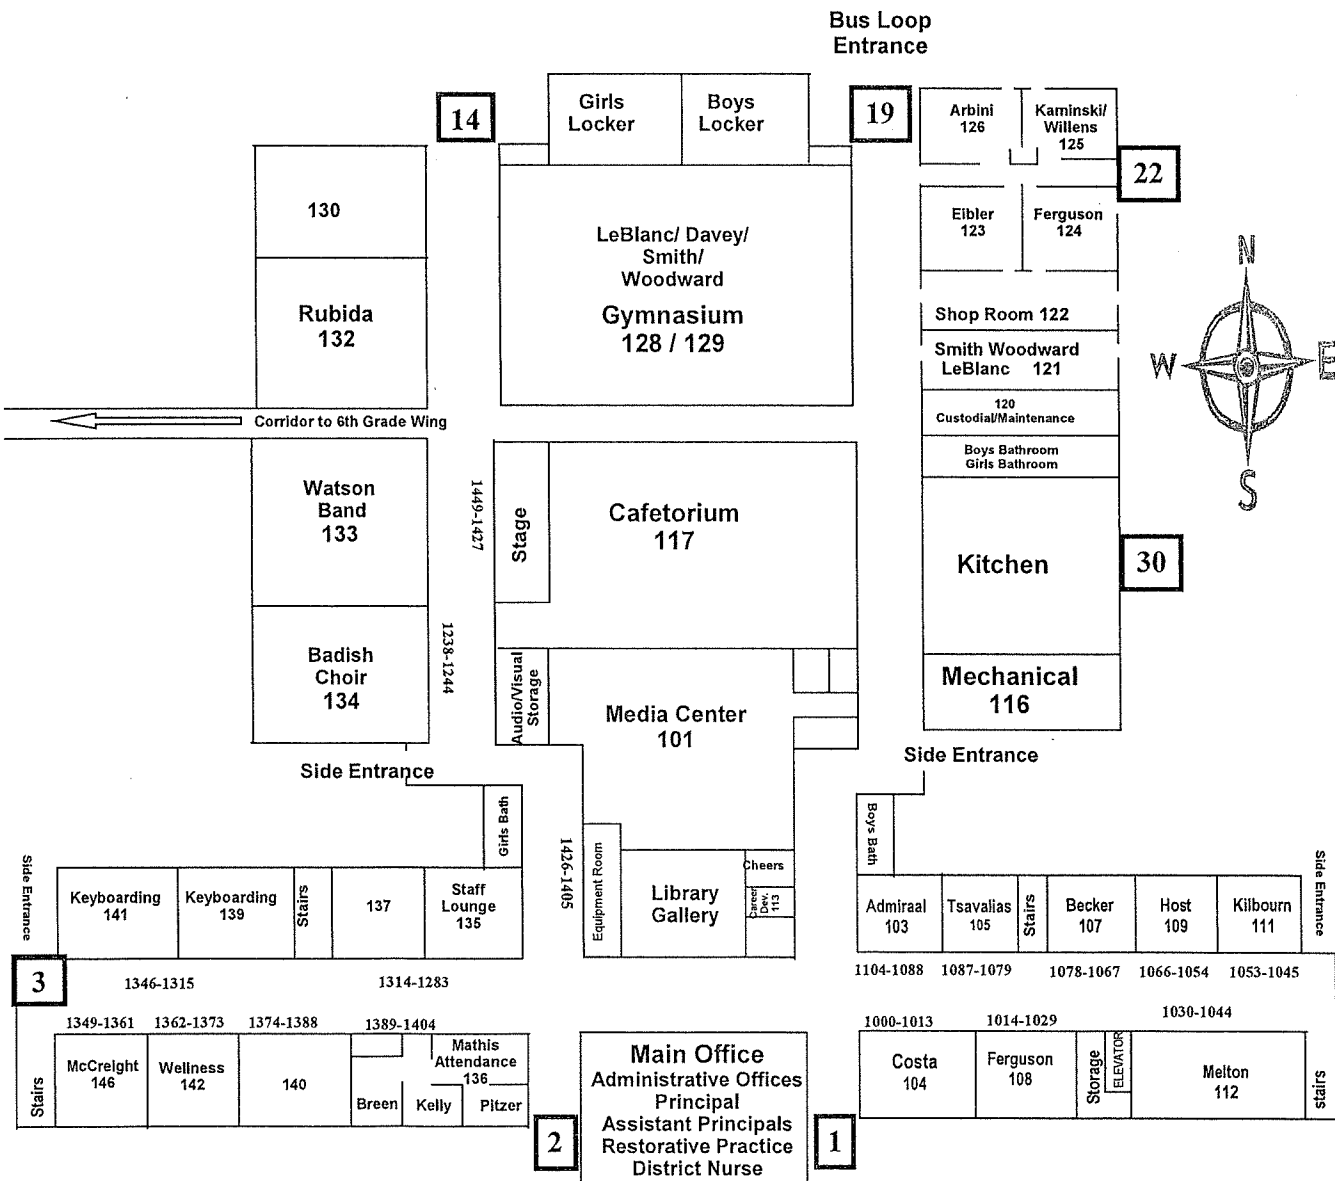 Bus Loop
Entrance
14
Girls
Locker
Boys
Locker
19
Arbini
126
Kaminski/
Willens
125
22
130
LeBlanc/ Davey/
Smith/
Woodward
Gymnasium
128 / 129
Eibler
123
Ferguson
124
N
W
E
S
Rubida
132
Shop Room 122
Smith Woodward
LeBlanc 121
120
Custodial/Maintenance
Boys Bathroom
Girls Bathroom
Corridor to 6th Grade Wing
Watson
Band
133
1449-1427
Stage
Cafetorium
117
Kitchen
30
Badish
Choir
134
1238-1244
Audio/Visual
Storage
Media Center
101
Mechanical
116
Side Entrance
Side Entrance
Girls Bath
Boys Bath
Side Entrance
Keyboarding
141
Keyboarding
139
Stairs
137
Staff
Lounge
135
1426-1405
Equipment Room
Library
Gallery
Cheers
Career
Dev.
113
Admiraal
103
Tsavalias
105
Stairs
Becker
107
Host
109
Kilbourn
111
Side Entrance
3
1346-1315
1314-1283
1104-1088
1087-1079
1078-1067
1066-1054
1053-1045
1349-1361
1362-1373
1374-1388
1389-1404
1000-1013
1014-1029
1030-1044
Stairs
McCreight
146
Wellness
142
140
Mathis
Attendance
136
Breen
Kelly
Pitzer
2
Main Office
Administrative Offices
Principal
Assistant Principals
Restorative Practice
District Nurse
1
Costa
104
Ferguson
108
Storage
ELEVATOR
Melton
112
stairs